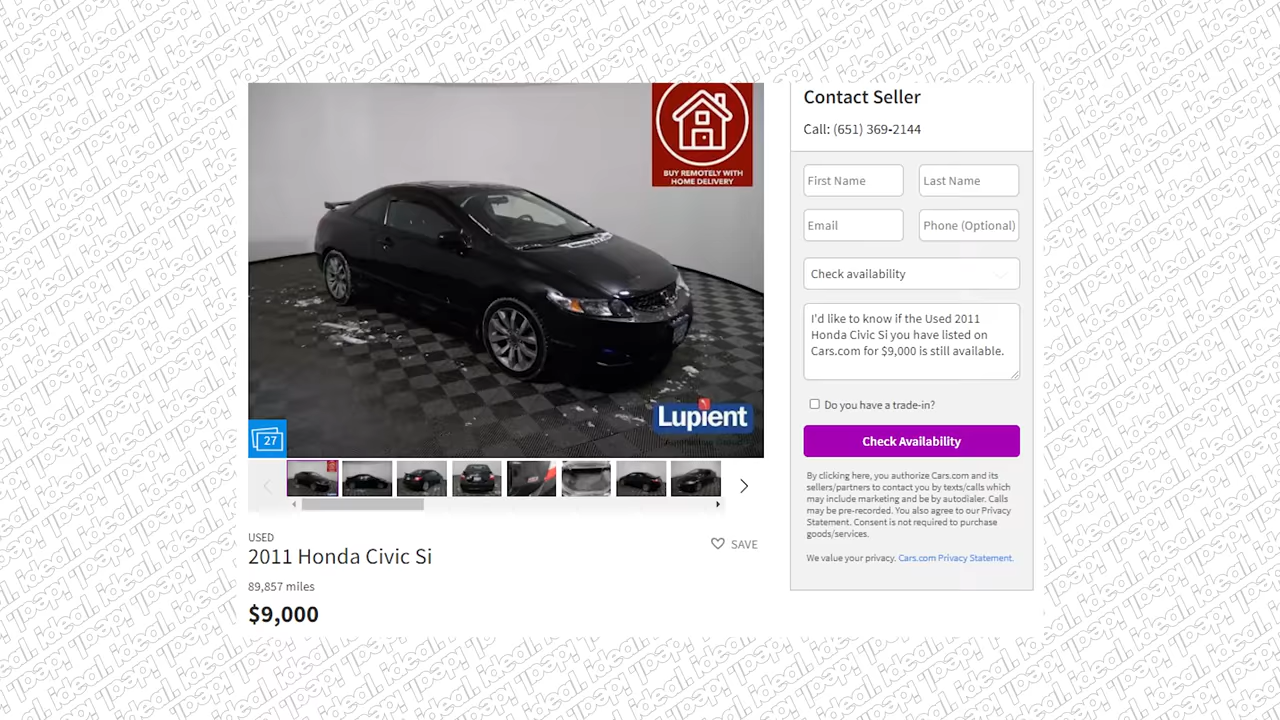 BUY REMOTELY WITH
HOME DELIVERY
Lupient
27
USED
2011 Honda Civic Si
SAVE
89,857 miles
$9,000
Contact Seller
Call: (651) 369-2144
First Name
Last Name
Email
Phone (Optional)
Check availability
I'd like to know if the Used 2011
Honda Civic Si you have listed on
Cars.com for $9,000 is still available.
Do you have a trade-in?
Check Availability
By clicking here, you authorize Cars.com and its
sellers/partners to contact you by texts/calls which
may include marketing and be by autodialer. Calls
may be pre-recorded. You also agree to our Privacy
Statement. Consent is not required to purchase
goods/services.
We value your privacy. Cars.com Privacy Statement.
ideal.